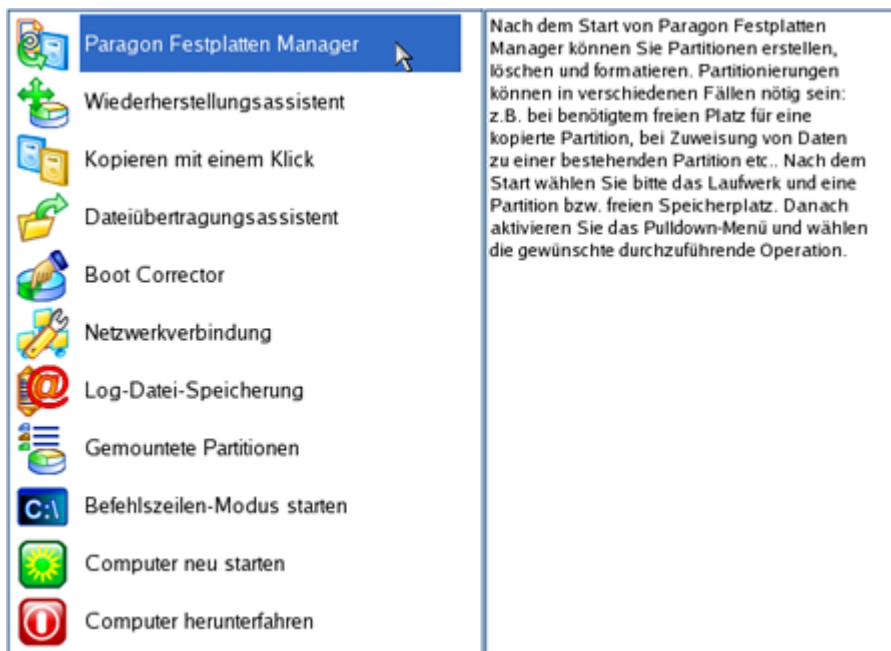 Paragon Festplatten Manager
Wiederherstellungsassistent
Kopieren mit einem Klick
Dateiübertragungsassistent
Boot Corrector
Netzwerkverbindung
Log-Datei-Speicherung
Gemountete Partitionen
C:\
Befehlszeilen-Modus starten
Computer neu starten
Computer herunterfahren
Nach dem Start von Paragon Festplatten
Manager können Sie Partitionen erstellen,
löschen und formatieren. Partitionierungen
können in verschiedenen Fällen nötig sein:
z.B. bei benötigtem freien Platz für eine
kopierte Partition, bei Zuweisung von Daten
zu einer bestehenden Partition etc.. Nach dem
Start wählen Sie bitte das Laufwerk und eine
Partition bzw. freien Speicherplatz. Danach
aktivieren Sie das Pulldown-Menü und wählen
die gewünschte durchzuführende Operation.